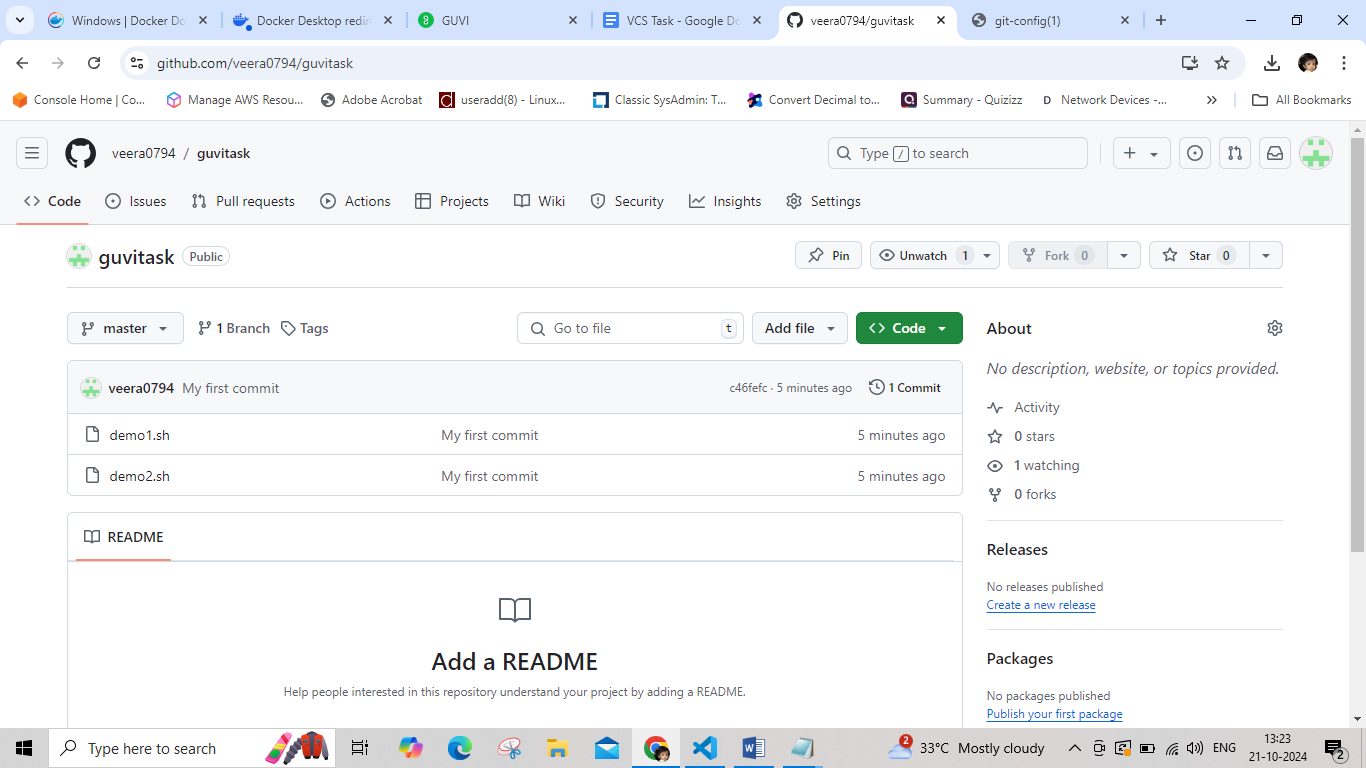 Windows | Docker Do
Docker Desktop redire
GUVI
VCS Task - Google Do
veera0794/guvitask
git-config(1)
github.com/veera0794/guvitask
Console Home | Co...
Manage AWS Resou...
Adobe Acrobat
useradd(8) - Linux...
Classic SysAdmin: T...
Convert Decimal to...
Summary - Quizizz
Network Devices -...
All Bookmarks
veera0794 / guvitask
Type / to search
Code
Issues
Pull requests
Actions
Projects
Wiki
Security
Insights
Settings
guvitask
Public
Pin
Unwatch 1
Fork 0
Star 0
master
1 Branch
Tags
Go to file
t
Add file
Code
veera0794 My first commit
c46fefc · 5 minutes ago
1 Commit
demo1.sh
My first commit
5 minutes ago
demo2.sh
My first commit
5 minutes ago
README
Add a README
Help people interested in this repository understand your project by adding a README.
About
No description, website, or topics provided.
Activity
0 stars
1 watching
0 forks
Releases
No releases published
Create a new release
Packages
No packages published
Publish your first package
Type here to search
2
33°C Mostly cloudy
ENG
13:23
21-10-2024
2